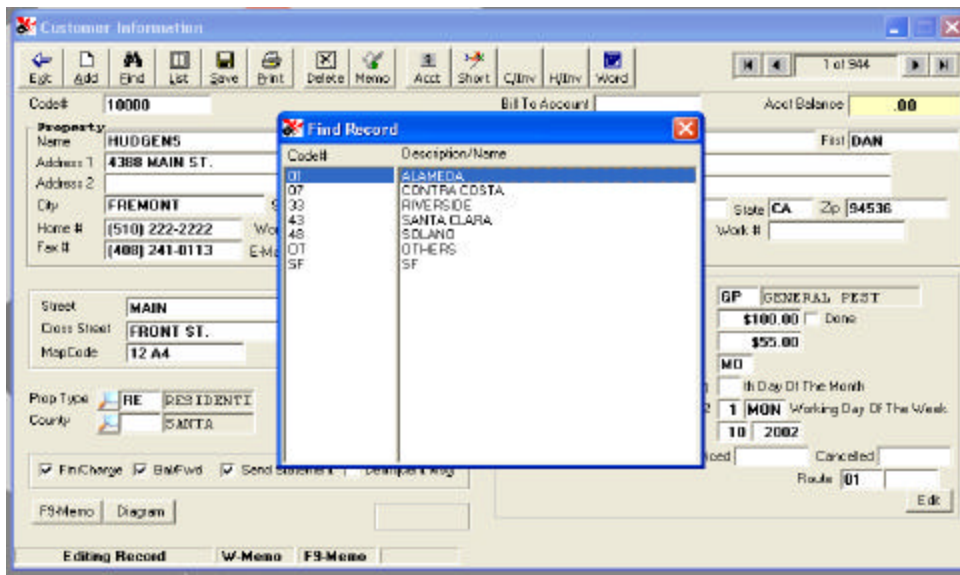 Customer Information
Exit Add Find List Save Print Delete Memo Acct Short C/Inv H/Inv Word 1 of 944
Code# 10000 Bill To Account Acct Balance .00
Property
Name HUDGENS First DAN
Address 1 4388 MAIN ST.
Address 2
City FREMONT State CA Zip 94536
Home # (510) 222-2222 Work #
Fax # (408) 241-0113
Find Record
Code# Description/Name
01 ALAMEDA
07 CONTRA COSTA
33 RIVERSIDE
43 SANTA CLARA
48 SOLANO
OT OTHERS
SF SF
Street MAIN
Cross Street FRONT ST.
MapCode 12 A4
Prop Type RE RESIDENTI
County SANTA
Fin/Charge Bal/Fwd Send Statement
GP GENERAL PEST
$100.00 Done
$55.00
MO
th Day Of The Month
1 MON Working Day Of The Week
10 2002
Cancelled
Route 01
Edit
F9-Memo Diagram
Editing Record W-Memo F9-Memo